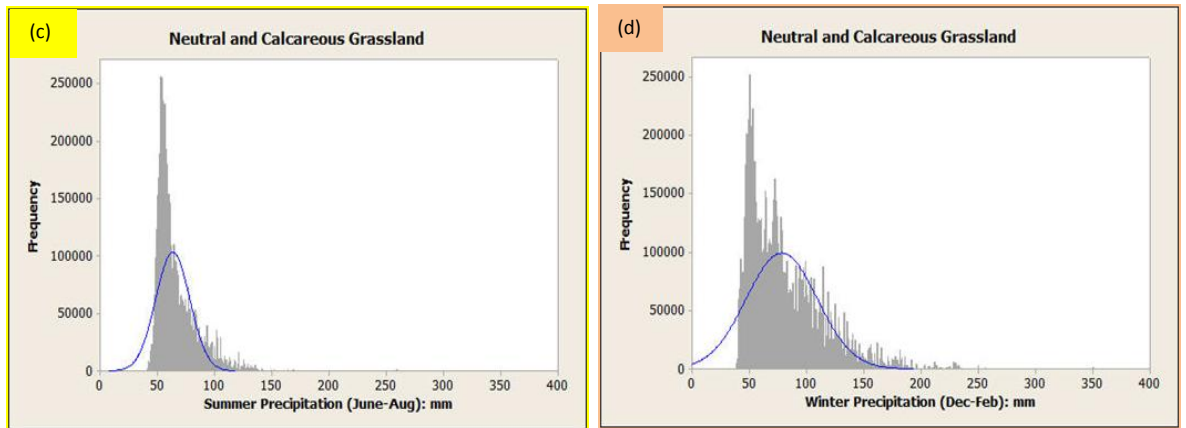 (c)
Neutral and Calcareous Grassland
250000
200000
150000
100000
50000
0
Frequency
0 50 100 150 200 250 300 350 400
Summer Precipitation (June-Aug): mm
(d)
Neutral and Calcareous Grassland
250000
200000
150000
100000
50000
0
Frequency
0 50 100 150 200 250 300 350 400
Winter Precipitation (Dec-Feb): mm